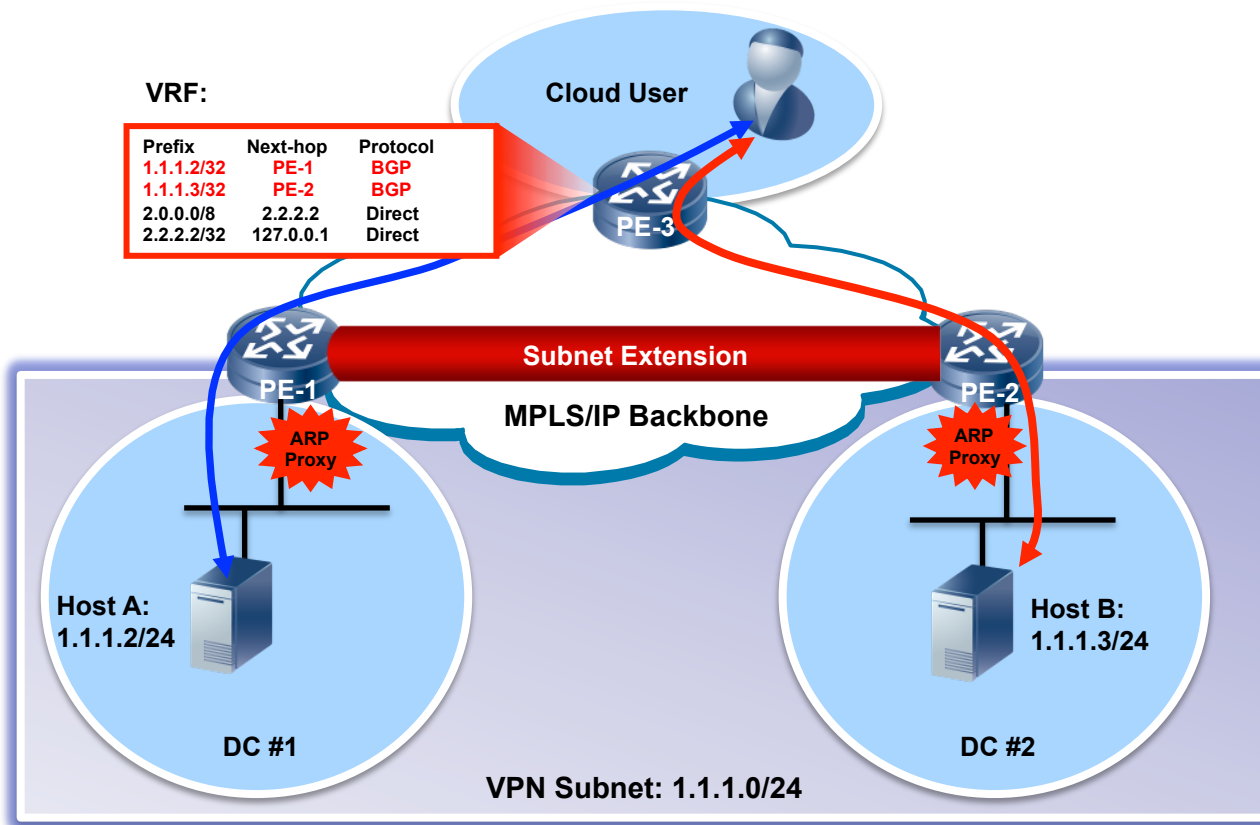 Cloud User
VRF:
Prefix Next-hop Protocol
1.1.1.2/32 PE-1 BGP
1.1.1.3/32 PE-2 BGP
2.0.0.0/8 2.2.2.2 Direct
2.2.2.2/32 127.0.0.1 Direct
PE-3
Subnet Extension
PE-1
PE-2
MPLS/IP Backbone
ARP
Proxy
ARP
Proxy
Host A:
1.1.1.2/24
Host B:
1.1.1.3/24
DC #1
DC #2
VPN Subnet: 1.1.1.0/24